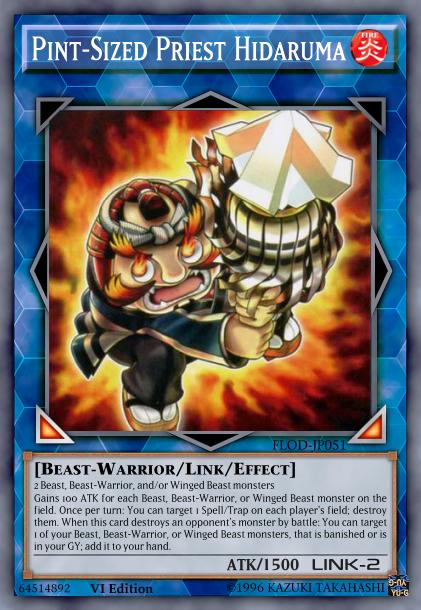 PINT-SIZED PRIEST HIDARUMA
FIRE
炎
FLOD-JP051
[BEAST-WARRIOR/LINK/EFFECT]
2 Beast, Beast-Warrior, and/or Winged Beast monsters
Gains 100 ATK for each Beast, Beast-Warrior, or Winged Beast monster on the
field. Once per turn: You can target 1 Spell/Trap on each player's field; destroy
them. When this card destroys an opponent's monster by battle: You can target
1 of your Beast, Beast-Warrior, or Winged Beast monsters, that is banished or is
in your GY; add it to your hand.
ATK/1500 LINK-2
64514892 VI Edition ©1996 KAZUKI TAKAHASHI